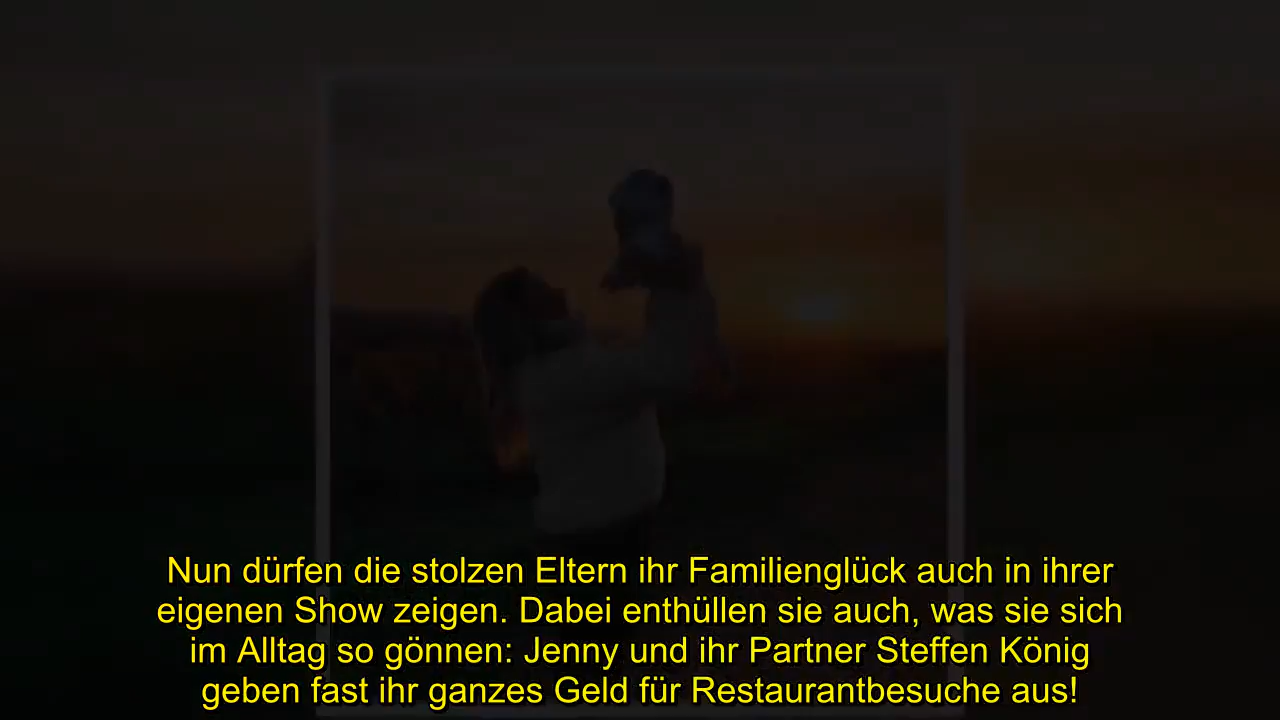 Nun dürfen die stolzen Eltern ihr Familienglück auch in ihrer
eigenen Show zeigen. Dabei enthüllen sie auch, was sie sich
im Alltag so gönnen: Jenny und ihr Partner Steffen König
geben fast ihr ganzes Geld für Restaurantbesuche aus!